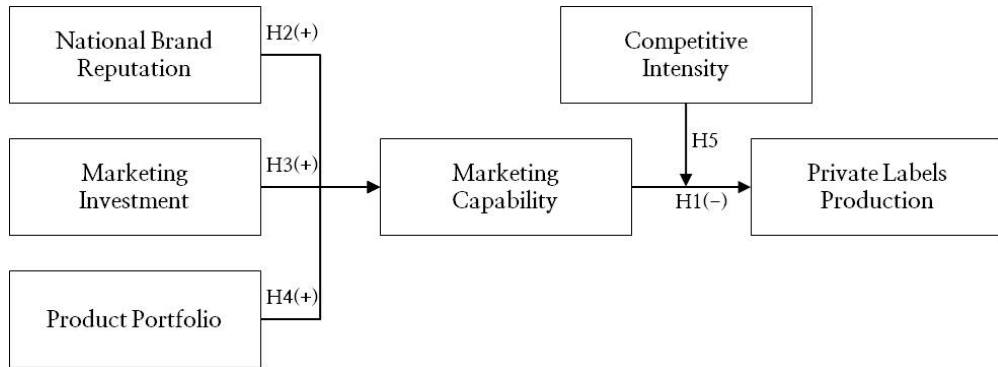 National Brand
Reputation
H2(+)
Competitive
Intensity
Marketing
Investment
H3(+)
Marketing
Capability
H5
H1(−)
Private Labels
Production
Product Portfolio
H4(+)